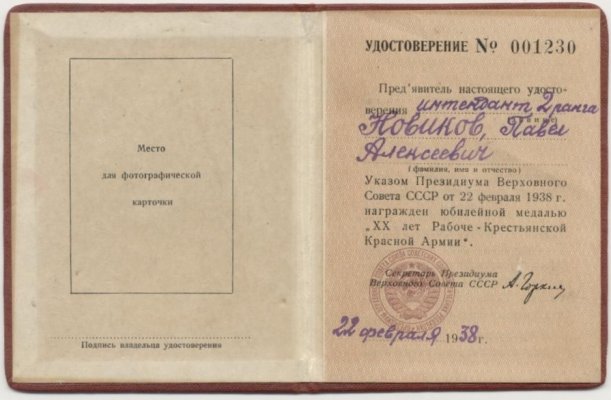 Место
для фотографической
карточки
Подпись владельца удостоверения
УДОСТОВЕРЕНИЕ № 001230
Пред'явитель настоящего удосто-
верения интендант 2 ранга
(звание)
Новиков, Павел
Алексеевич
(фамилия, имя и отчество)
Указом Президиума Верховного
Совета СССР от 22 февраля 1938 г.
награжден юбилейной медалью
„XX лет Рабоче-Крестьянской
Красной Армии“.
Секретарь Президиума
Верховного Совета СССР А. Горкин
22 февраля 1938 г.